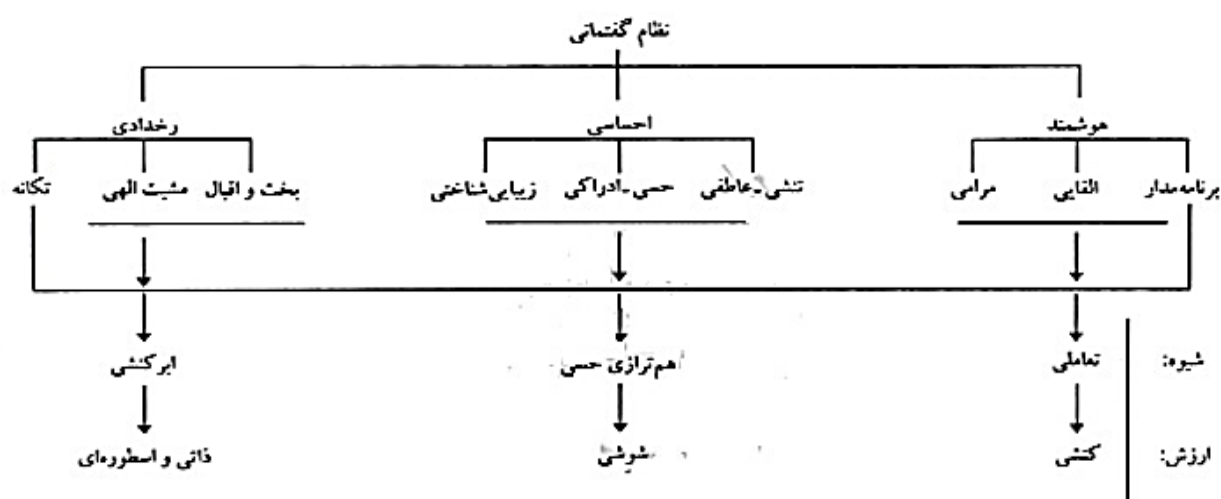 نظام گفتمانی
هوشمند احساسی رخدادی
برنامه‌مدار القایی مرامی تنشی ـ عاطفی حسی ـ ادراکی زیبایی‌شناختی بخت و اقبال مشیت الهی تکانه
شیوه: تعاملی هم‌ترازی حسی ابرکنشی
ارزش: کنشی شوشی ذاتی و اسطوره‌ای